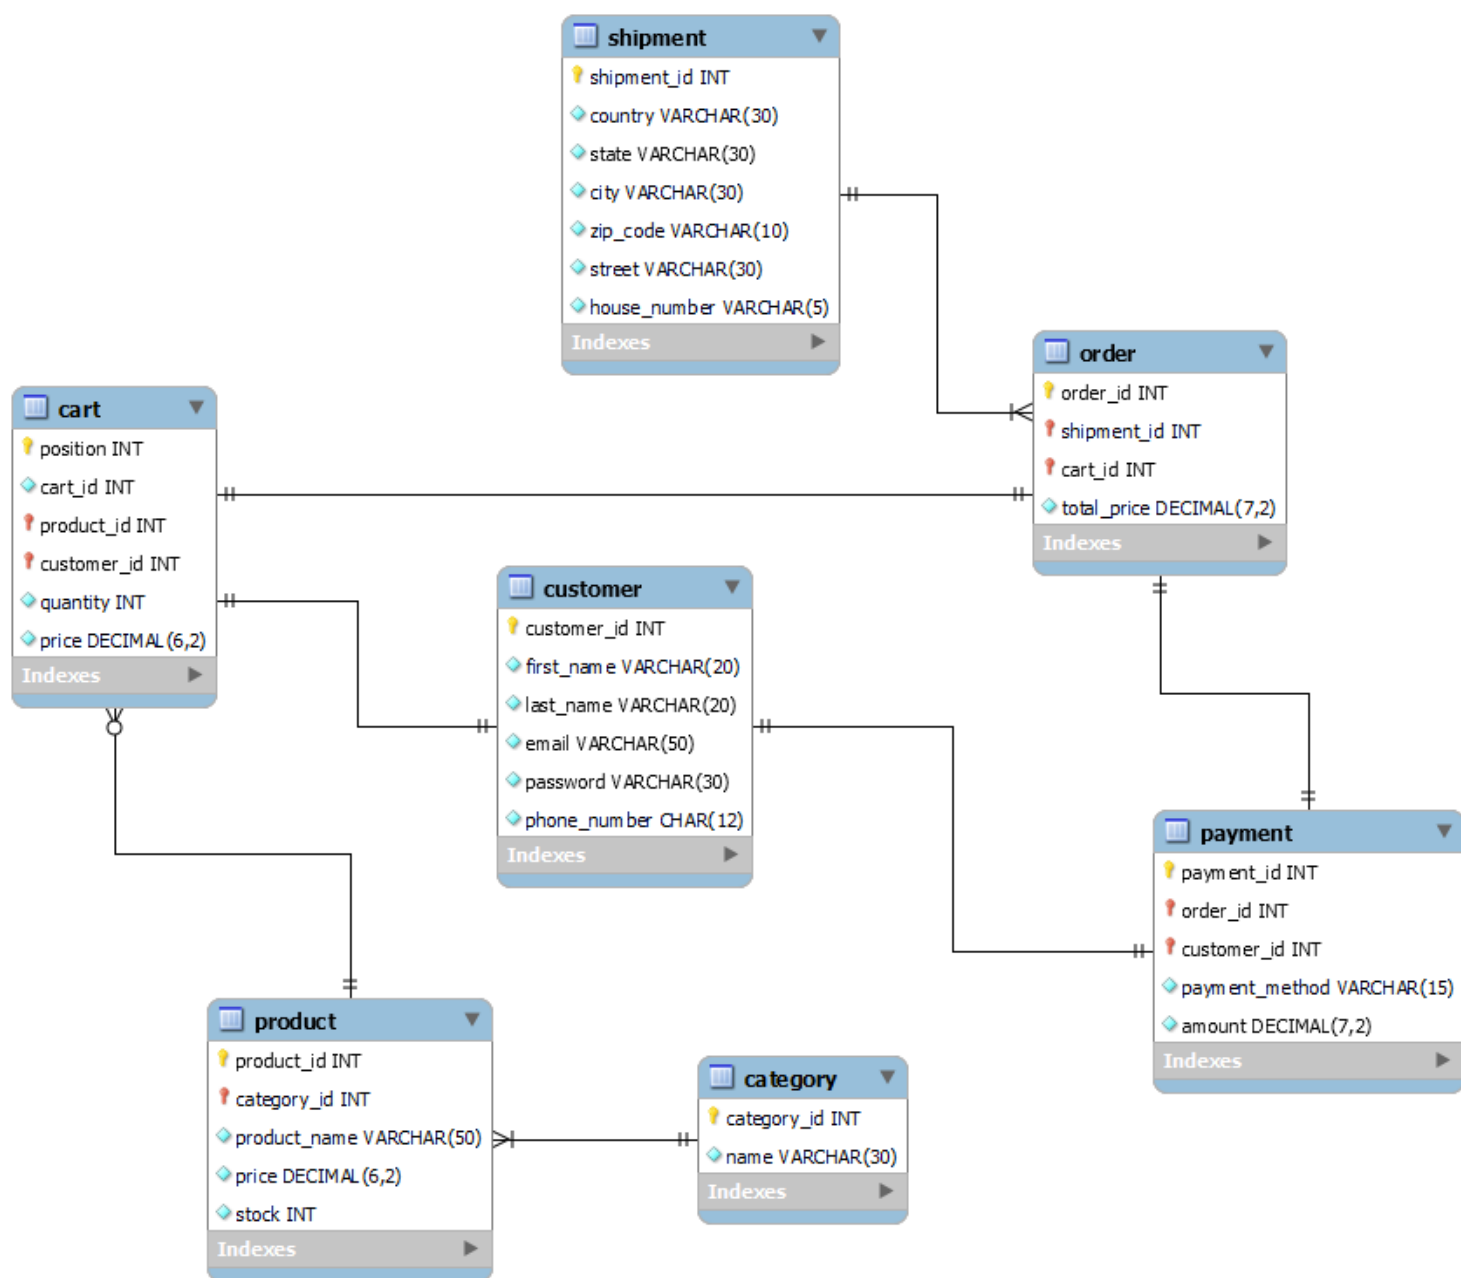 shipment
shipment_id INT
country VARCHAR(30)
state VARCHAR(30)
city VARCHAR(30)
zip_code VARCHAR(10)
street VARCHAR(30)
house_number VARCHAR(5)
Indexes
order
order_id INT
shipment_id INT
cart_id INT
total_price DECIMAL(7,2)
Indexes
cart
position INT
cart_id INT
product_id INT
customer_id INT
quantity INT
price DECIMAL(6,2)
Indexes
customer
customer_id INT
first_name VARCHAR(20)
last_name VARCHAR(20)
email VARCHAR(50)
password VARCHAR(30)
phone_number CHAR(12)
Indexes
payment
payment_id INT
order_id INT
customer_id INT
payment_method VARCHAR(15)
amount DECIMAL(7,2)
Indexes
product
product_id INT
category_id INT
product_name VARCHAR(50)
price DECIMAL(6,2)
stock INT
Indexes
category
category_id INT
name VARCHAR(30)
Indexes